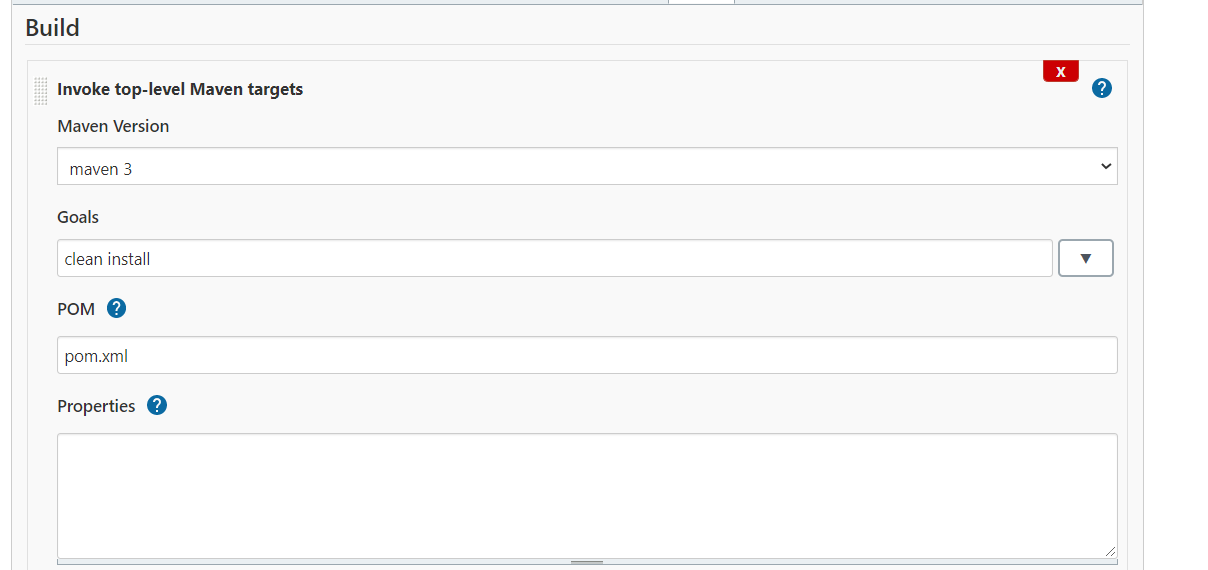 Build
x
Invoke top-level Maven targets ?
Maven Version
maven 3
Goals
clean install
POM ?
pom.xml
Properties ?